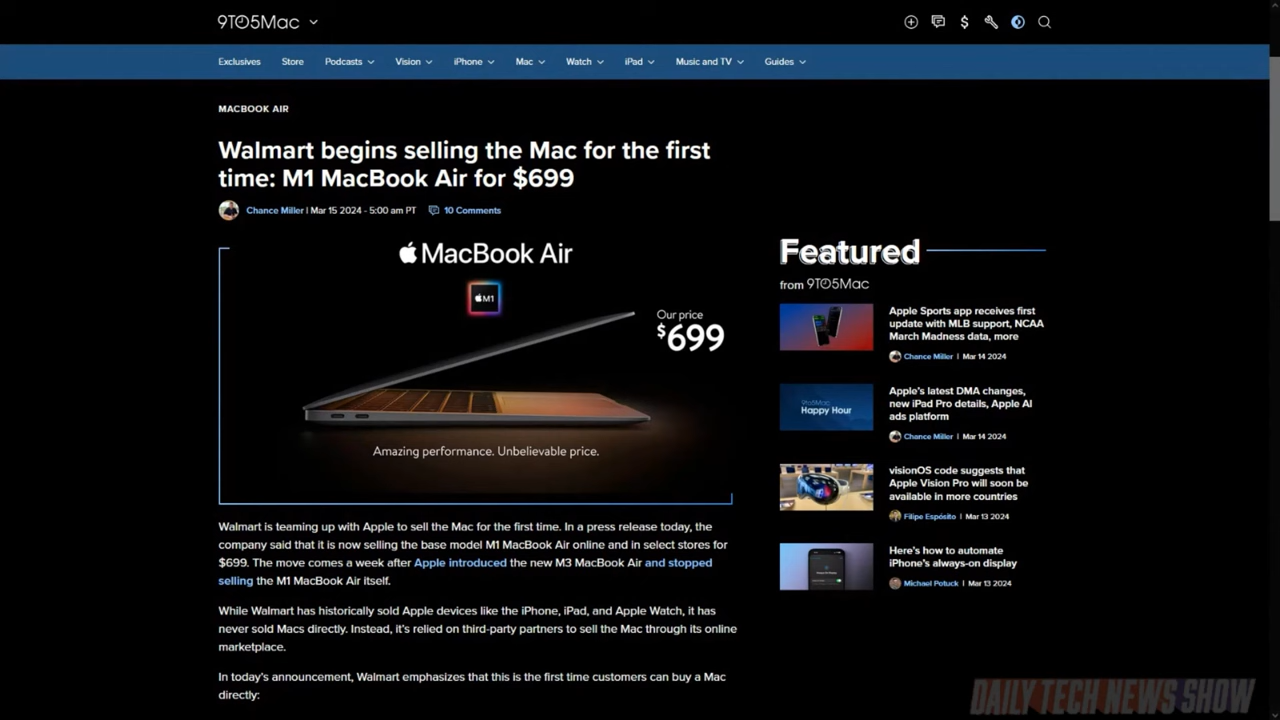 9TO5Mac
Exclusives Store Podcasts Vision iPhone Mac Watch iPad Music and TV Guides
MACBOOK AIR
Walmart begins selling the Mac for the first
time: M1 MacBook Air for $699
Chance Miller | Mar 15 2024 - 5:00 am PT 10 Comments
MacBook Air
M1
Our price
$699
Amazing performance. Unbelievable price.
Walmart is teaming up with Apple to sell the Mac for the first time. In a press release today, the
company said that it is now selling the base model M1 MacBook Air online and in select stores for
$699. The move comes a week after Apple introduced the new M3 MacBook Air and stopped
selling the M1 MacBook Air itself.
While Walmart has historically sold Apple devices like the iPhone, iPad, and Apple Watch, it has
never sold Macs directly. Instead, it's relied on third-party partners to sell the Mac through its online
marketplace.
In today's announcement, Walmart emphasizes that this is the first time customers can buy a Mac
directly:
Featured
from 9TO5Mac
Apple Sports app receives first
update with MLB support, NCAA
March Madness data, more
Chance Miller | Mar 14 2024
9to5Mac
Happy Hour
Apple's latest DMA changes,
new iPad Pro details, Apple AI
ads platform
Chance Miller | Mar 14 2024
visionOS code suggests that
Apple Vision Pro will soon be
available in more countries
Filipe Espósito | Mar 13 2024
Here's how to automate
iPhone's always-on display
Michael Potuck | Mar 13 2024
DAILY TECH NEWS SHOW